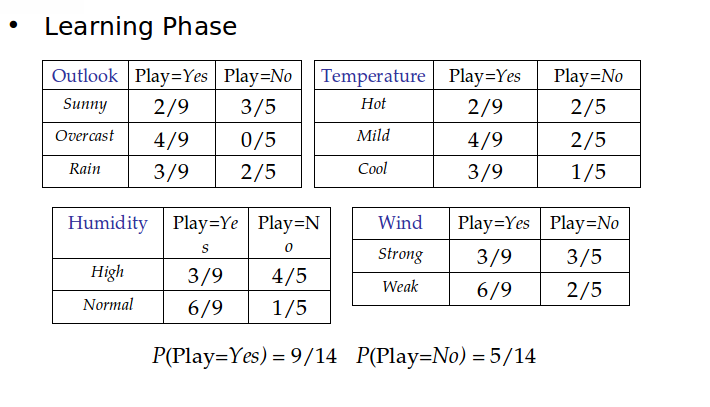 • Learning Phase
Outlook Play=Yes Play=No
Sunny 2/9 3/5
Overcast 4/9 0/5
Rain 3/9 2/5
Temperature Play=Yes Play=No
Hot 2/9 2/5
Mild 4/9 2/5
Cool 3/9 1/5
Humidity Play=Ye Play=N
s o
High 3/9 4/5
Normal 6/9 1/5
Wind Play=Yes Play=No
Strong 3/9 3/5
Weak 6/9 2/5
P(Play=Yes) = 9/14 P(Play=No) = 5/14